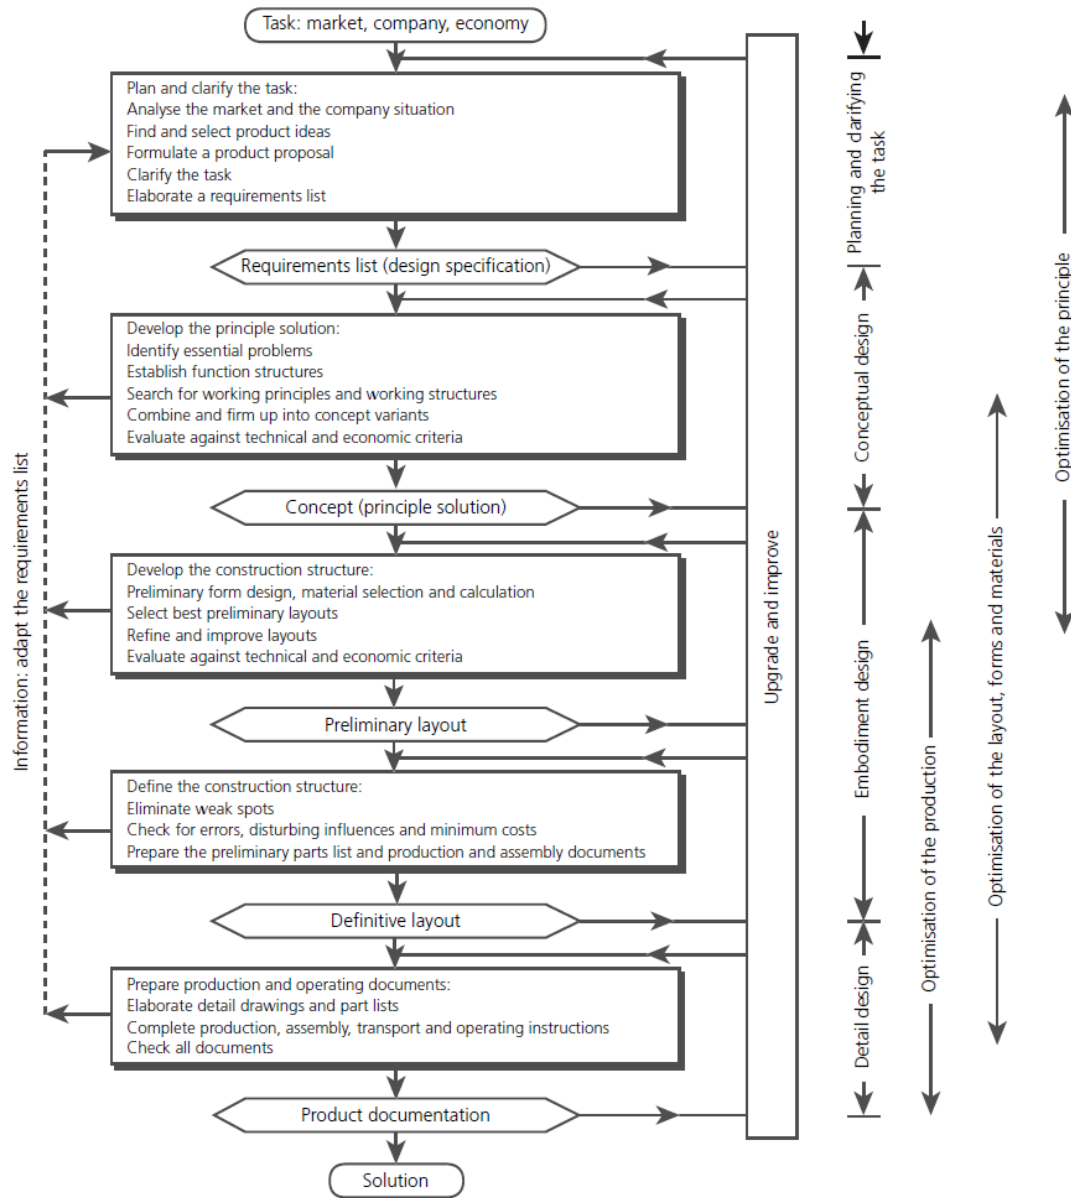 Task: market, company, economy
Plan and clarify the task:
Analyse the market and the company situation
Find and select product ideas
Formulate a product proposal
Clarify the task
Elaborate a requirements list
Requirements list (design specification)
Develop the principle solution:
Identify essential problems
Establish function structures
Search for working principles and working structures
Combine and firm up into concept variants
Evaluate against technical and economic criteria
Concept (principle solution)
Develop the construction structure:
Preliminary form design, material selection and calculation
Select best preliminary layouts
Refine and improve layouts
Evaluate against technical and economic criteria
Preliminary layout
Define the construction structure:
Eliminate weak spots
Check for errors, disturbing influences and minimum costs
Prepare the preliminary parts list and production and assembly documents
Definitive layout
Prepare production and operating documents:
Elaborate detail drawings and part lists
Complete production, assembly, transport and operating instructions
Check all documents
Product documentation
Solution
Information: adapt the requirements list
Upgrade and improve
Planning and darifying
the task
Conceptual design
Embodiment design
Detail design
Optimisation of the production
Optimisation of the layout, forms and materials
Optimisation of the principle